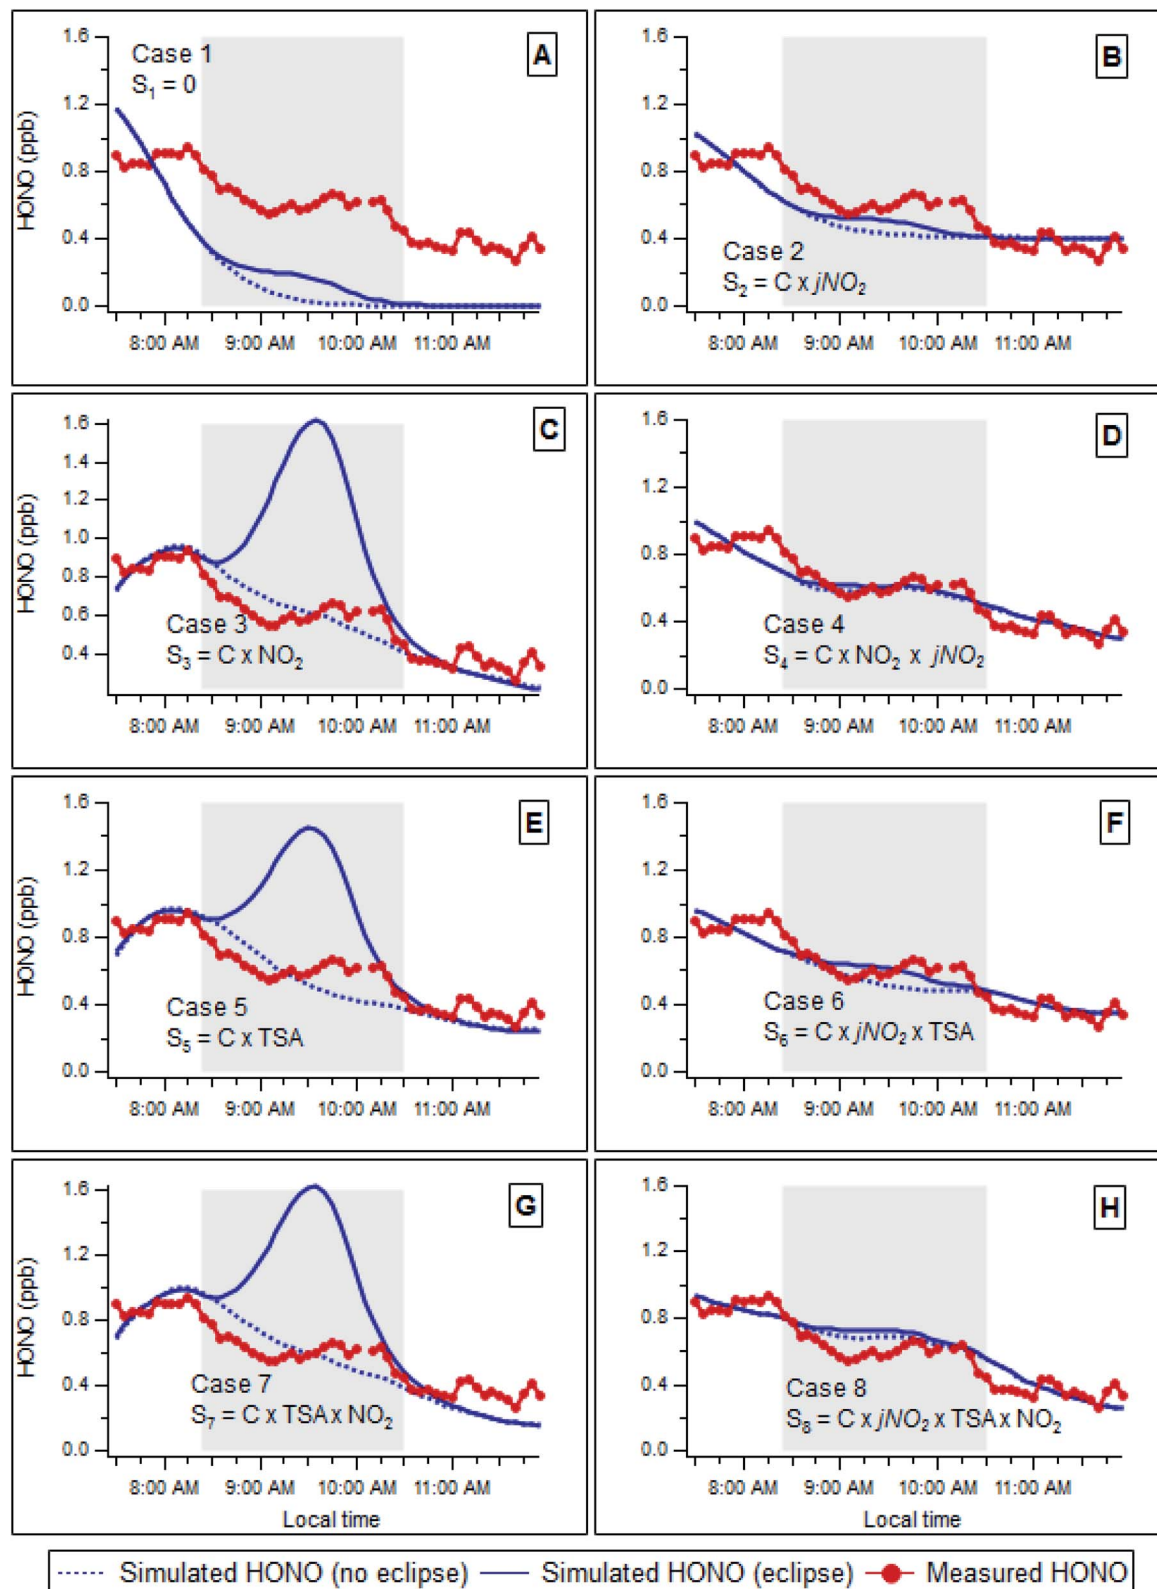 A
Case 1
S₁ = 0
HONO (ppb)
1.6
1.2
0.8
0.4
0.0
8:00 AM 9:00 AM 10:00 AM 11:00 AM
B
1.6
1.2
0.8
0.4
0.0
Case 2
S₂ = C x jNO₂
8:00 AM 9:00 AM 10:00 AM 11:00 AM
C
HONO (ppb)
1.6
1.4
1.2
1.0
0.8
0.6
0.4
Case 3
S₃ = C x NO₂
8:00 AM 9:00 AM 10:00 AM 11:00 AM
D
1.6
1.2
0.8
0.4
0.0
Case 4
S₄ = C x NO₂ x jNO₂
8:00 AM 9:00 AM 10:00 AM 11:00 AM
E
HONO (ppb)
1.6
1.2
0.8
0.4
0.0
Case 5
S₅ = C x TSA
8:00 AM 9:00 AM 10:00 AM 11:00 AM
F
1.6
1.2
0.8
0.4
0.0
Case 6
S₆ = C x jNO₂ x TSA
8:00 AM 9:00 AM 10:00 AM 11:00 AM
G
HONO (ppb)
1.6
1.2
0.8
0.4
0.0
Case 7
S₇ = C x TSA x NO₂
8:00 AM 9:00 AM 10:00 AM 11:00 AM
Local time
H
1.6
1.2
0.8
0.4
0.0
Case 8
S₈ = C x jNO₂ x TSA x NO₂
8:00 AM 9:00 AM 10:00 AM 11:00 AM
Local time
Simulated HONO (no eclipse) Simulated HONO (eclipse) Measured HONO